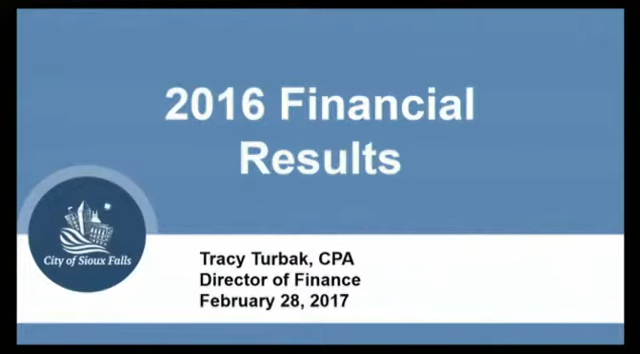 2016 Financial
Results
City of Sioux Falls
Tracy Turbak, CPA
Director of Finance
February 28, 2017